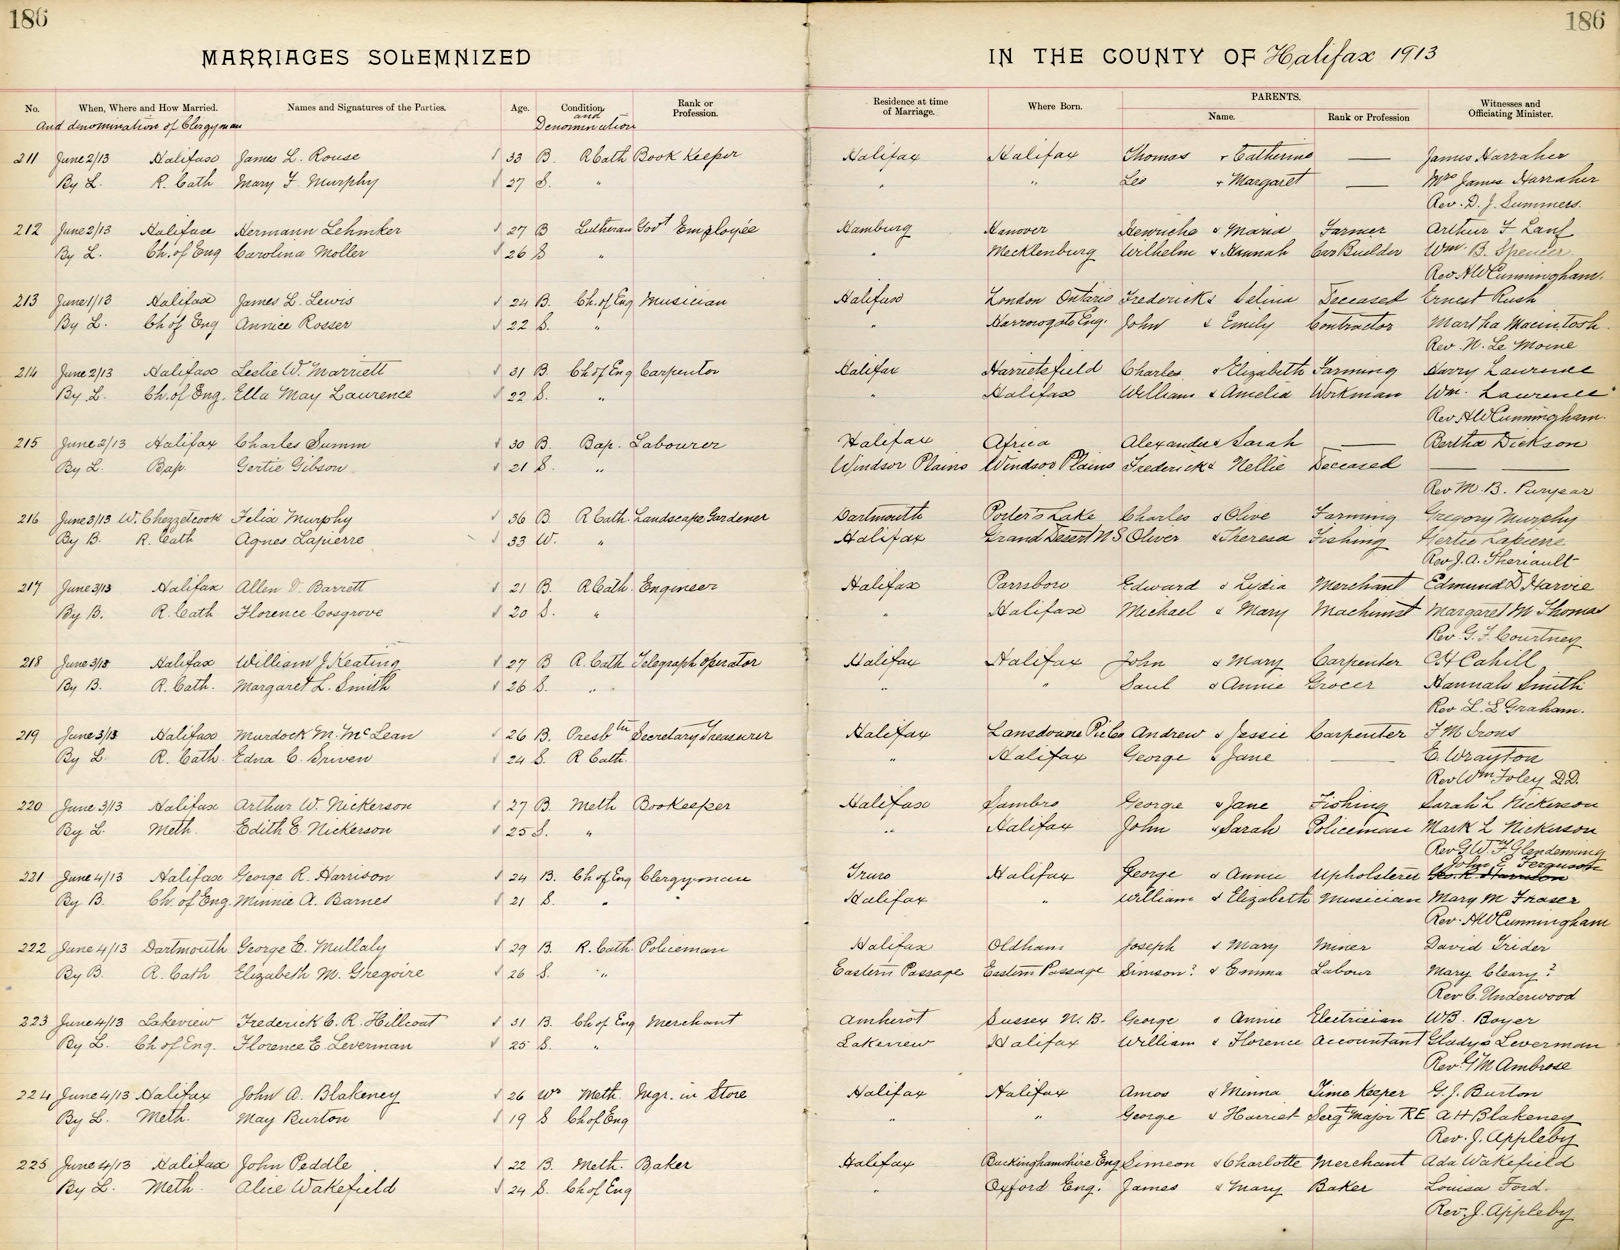 186
186
MARRIAGES SOLEMNIZED IN THE COUNTY OF Halifax 1913
No. When, Where and How Married. Names and Signatures of the Parties. Age. Condition. Rank or Profession. Residence at time of Marriage. Where Born. PARENTS. Name. Rank or Profession Witnesses and Officiating Minister.
and denomination of Clergyman and Denomination
211 June 2/13 Halifax James L. Rouse 33 B. R Cath Book Keeper Halifax Halifax Thomas + Catherine — James Harraher
By L. R. Cath Mary F. Murphy 27 S. " " " Leo + Margaret — Mrs James Harraher
Rev. D. J. Summers.
212 June 2/13 Halifax Hermann Lehmker 27 B Lutheran Govt Employée Hamburg Hanover & Maria Farmer Arthur F
By L. Ch. of Eng Carolina Moller 26 S " " Mecklenburg Wilhelm & Hannah Car Builder Wm. B. Spencer
Rev. H W Cunningham.
213 June 1/13 Halifax James L. Lewis 24 B. Ch. of Eng Musician Halifax London Ontario Frederick & Celina Deceased Ernest Rush
By L. Ch of Eng Annice Rosser 22 S. " " Harrowgate Eng. John & Emily Contractor Martha Macintosh
Rev. N. Le Moine
214 June 2/13 Halifax Leslie W. Marriett 31 B. Ch of Eng Carpenter Halifax Harrietsfield Charles & Elizabeth Farming Harry Laurence
By L. Ch. of Eng. Ella May Laurence 22 S. " " Halifax William & Amelia Workman Wm. Laurence
Rev. H W Cunningham.
215 June 2/13 Halifax Charles Summ 30 B. Bap. Labourer Halifax Africa Alexander & Sarah — Bertha Dickson
By L. Bap. Gertie Gibson 21 S. " Windsor Plains Windsor Plains Frederick & Nellie Deceased — —
Rev M. B. Puryear
216 June 3/13 W. Chezzetcook Felix Murphy 36 B. R Cath. Landscape Gardener Dartmouth Porter's Lake Charles & Olive Farming Gregory Murphy
By B. R. Cath Agnes Lapierre 33 W. " Halifax Grand Desert N S Oliver & Theresa Fishing Gertie Lapierre
Rev J. A. Theriault
217 June 3/13 Halifax Allen Barrett 21 B. R Cath. Engineer Halifax Parrsboro Edward & Lydia Merchant Edmund D Harvie
By B. R. Cath Florence Cosgrove 20 S. " " Halifax Michael & Mary Machinist Margaret M Thomas
Rev G. F. Courtney
218 June 3/13 Halifax William J Keating 27 B R. Cath Telegraph Operator Halifax Halifax John & Mary Carpenter C. H Cahill
By B. R. Cath. Margaret L. Smith 26 S. " " " Saul & Annie Grocer Hannah Smith
Rev. L. S Graham.
219 June 3/13 Halifax Murdock M. McLean 26 B. Presbtn Secretary Treasurer Halifax Lansdowne Pic Co Andrew & Jessie Carpenter F M Irons
By L. R. Cath. Edna C. Sriven 24 S. R Cath. " Halifax George & Jane — E. Wrayton
Rev Wm. Foley D.D.
220 June 3/13 Halifax Arthur W. Nickerson 27 B. Meth Bookeeper Halifax Sambro George & Jane Fishing Sarah L Nickerson
By L. Meth. Edith E. Nickerson 25 S. " " Halifax John & Sarah Policeman Mark L Nickerson
Rev G. W. F. Glendenning
John E Ferguson
221 June 4/13 Halifax George R. Harrison 24 B. Ch of Eng Clergyman Truro Halifax George & Annie Upholsterer Geo. R Harrison
By B. Ch. of Eng. Minnie A. Barnes 21 S. " " Halifax " William & Elizabeth Musician Mary M Fraser
Rev. H W Cunningham
222 June 4/13 Dartmouth George E. Mullaly 29 B. R. Cath. Policeman Halifax Oldham Joseph & Mary Miner David Trider
By B. R. Cath Elizabeth M. Gregoire 26 S. " Eastern Passage Eastern Passage Simson? & Emma Labour Mary Cleary?
Rev C. Underwood
223 June 4/13 Lakeview Frederick C. R. Hillcoat 31 B. Ch of Eng Merchant Amherst Sussex N. B. George & Annie Electrician W B. Boyer
By L. Ch of Eng. Florence E. Leverman 25 S. " Lakeview Halifax William & Florence Accountant Gladys Leverman
Rev. G M Ambrose
224 June 4/13 Halifax John A. Blakeney 26 Wr Meth. Mgr. in Store Halifax Halifax Amos & Minna Time Keeper G. J. Burton
By L. Meth. May Burton 19 S Ch of Eng " " George & Harriet Sergt Major RE A H Blakeney
Rev. J. Appleby
225 June 4/13 Halifax John Peddle 22 B. Meth. Baker Halifax Buckinghamshire Eng Simeon & Charlotte Merchant Ada Wakefield
By L. Meth. Alice Wakefield 24 S. Ch of Eng " Oxford Eng. James & Mary Baker Louisa Ford.
Rev. J. Appleby